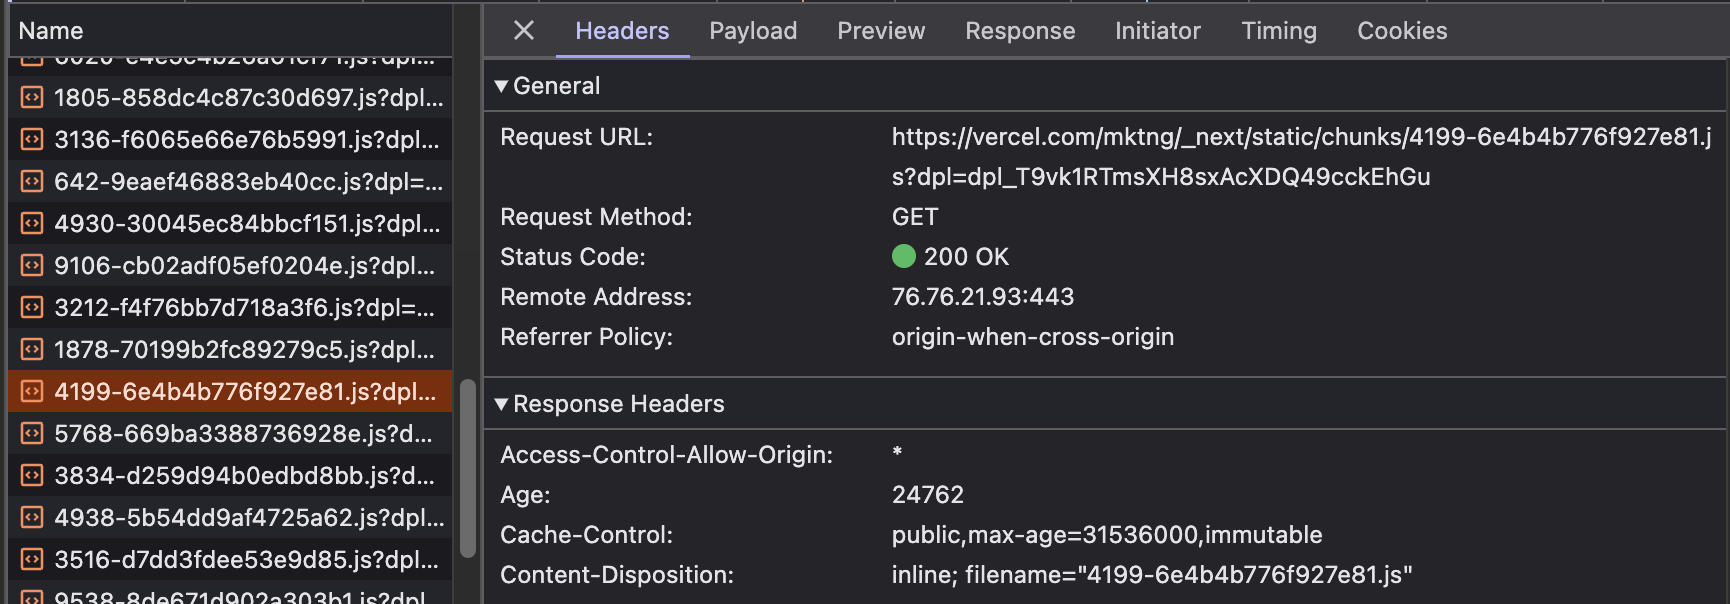 Name
1805-858dc4c87c30d697.js?dpl...
3136-f6065e66e76b5991.js?dpl...
642-9eaef46883eb40cc.js?dpl=...
4930-30045ec84bbcf151.js?dpl...
9106-cb02adf05ef0204e.js?dpl...
3212-f4f76bb7d718a3f6.js?dpl=...
1878-70199b2fc89279c5.js?dpl...
4199-6e4b4b776f927e81.js?dpl...
5768-669ba3388736928e.js?d...
3834-d259d94b0edbd8bb.js?d...
4938-5b54dd9af4725a62.js?dpl...
3516-d7dd3fdee53e9d85.js?dpl...
9538-8de671d902a303b1.js?dpl
Headers Payload Preview Response Initiator Timing Cookies
General
Request URL: https://vercel.com/mktng/_next/static/chunks/4199-6e4b4b776f927e81.j
s?dpl=dpl_T9vk1RTmsXH8sxAcXDQ49cckEhGu
Request Method: GET
Status Code: 200 OK
Remote Address: 76.76.21.93:443
Referrer Policy: origin-when-cross-origin
Response Headers
Access-Control-Allow-Origin: *
Age: 24762
Cache-Control: public,max-age=31536000,immutable
Content-Disposition: inline; filename="4199-6e4b4b776f927e81.js"